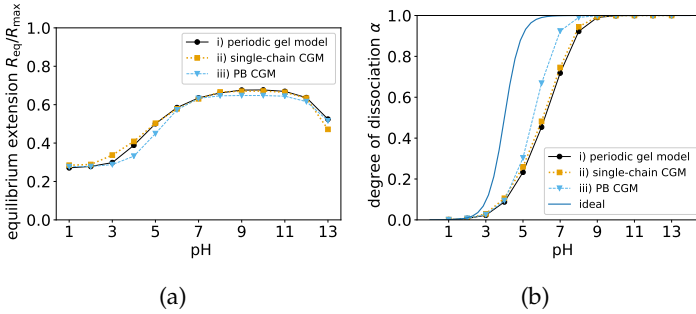 equilibrium extension R_eq/R_max
1.0
0.8
0.6
0.4
0.2
0.0
1 3 5 7 9 11 13
pH
i) periodic gel model
ii) single-chain CGM
iii) PB CGM
(a)
degree of dissociation α
1.0
0.8
0.6
0.4
0.2
0.0
1 3 5 7 9 11 13
pH
i) periodic gel model
ii) single-chain CGM
iii) PB CGM
ideal
(b)